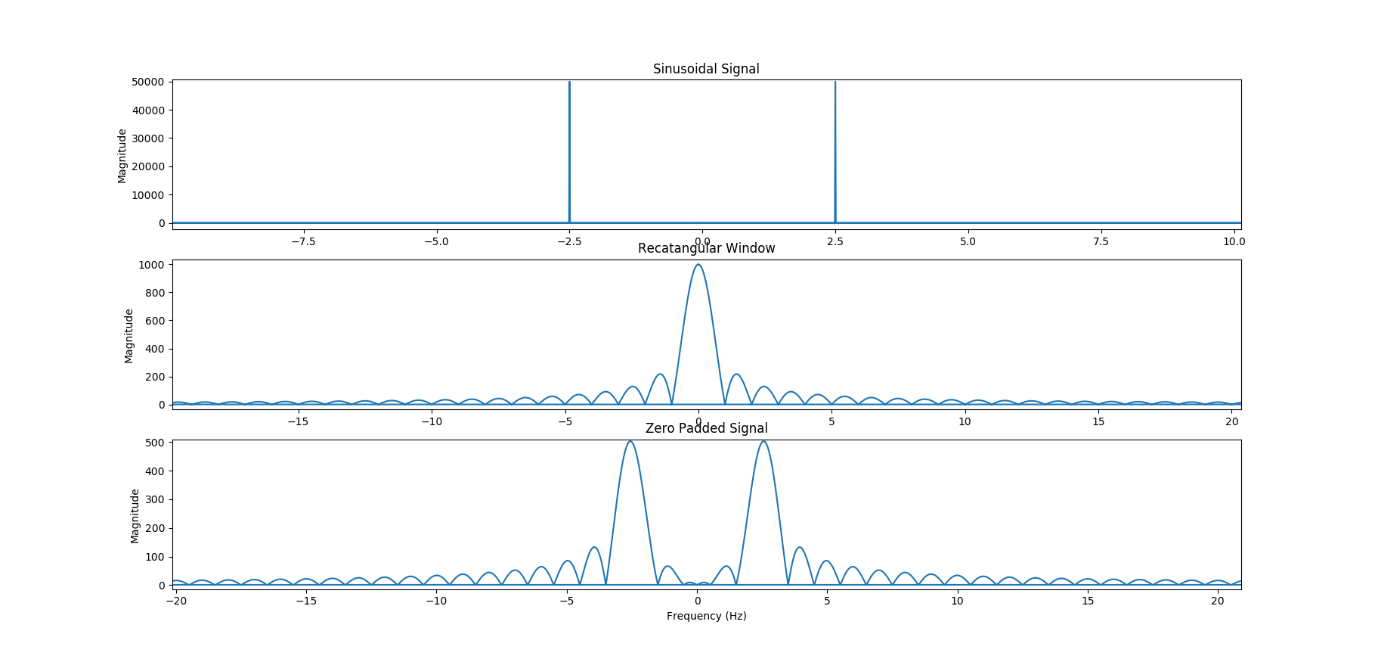 Sinusoidal Signal
Magnitude
50000
40000
30000
20000
10000
0
−7.5 −5.0 −2.5 0.0 2.5 5.0 7.5 10.0
Recatangular Window
Magnitude
1000
800
600
400
200
0
−15 −10 −5 0 5 10 15 20
Zero Padded Signal
Magnitude
500
400
300
200
100
0
−20 −15 −10 −5 0 5 10 15 20
Frequency (Hz)